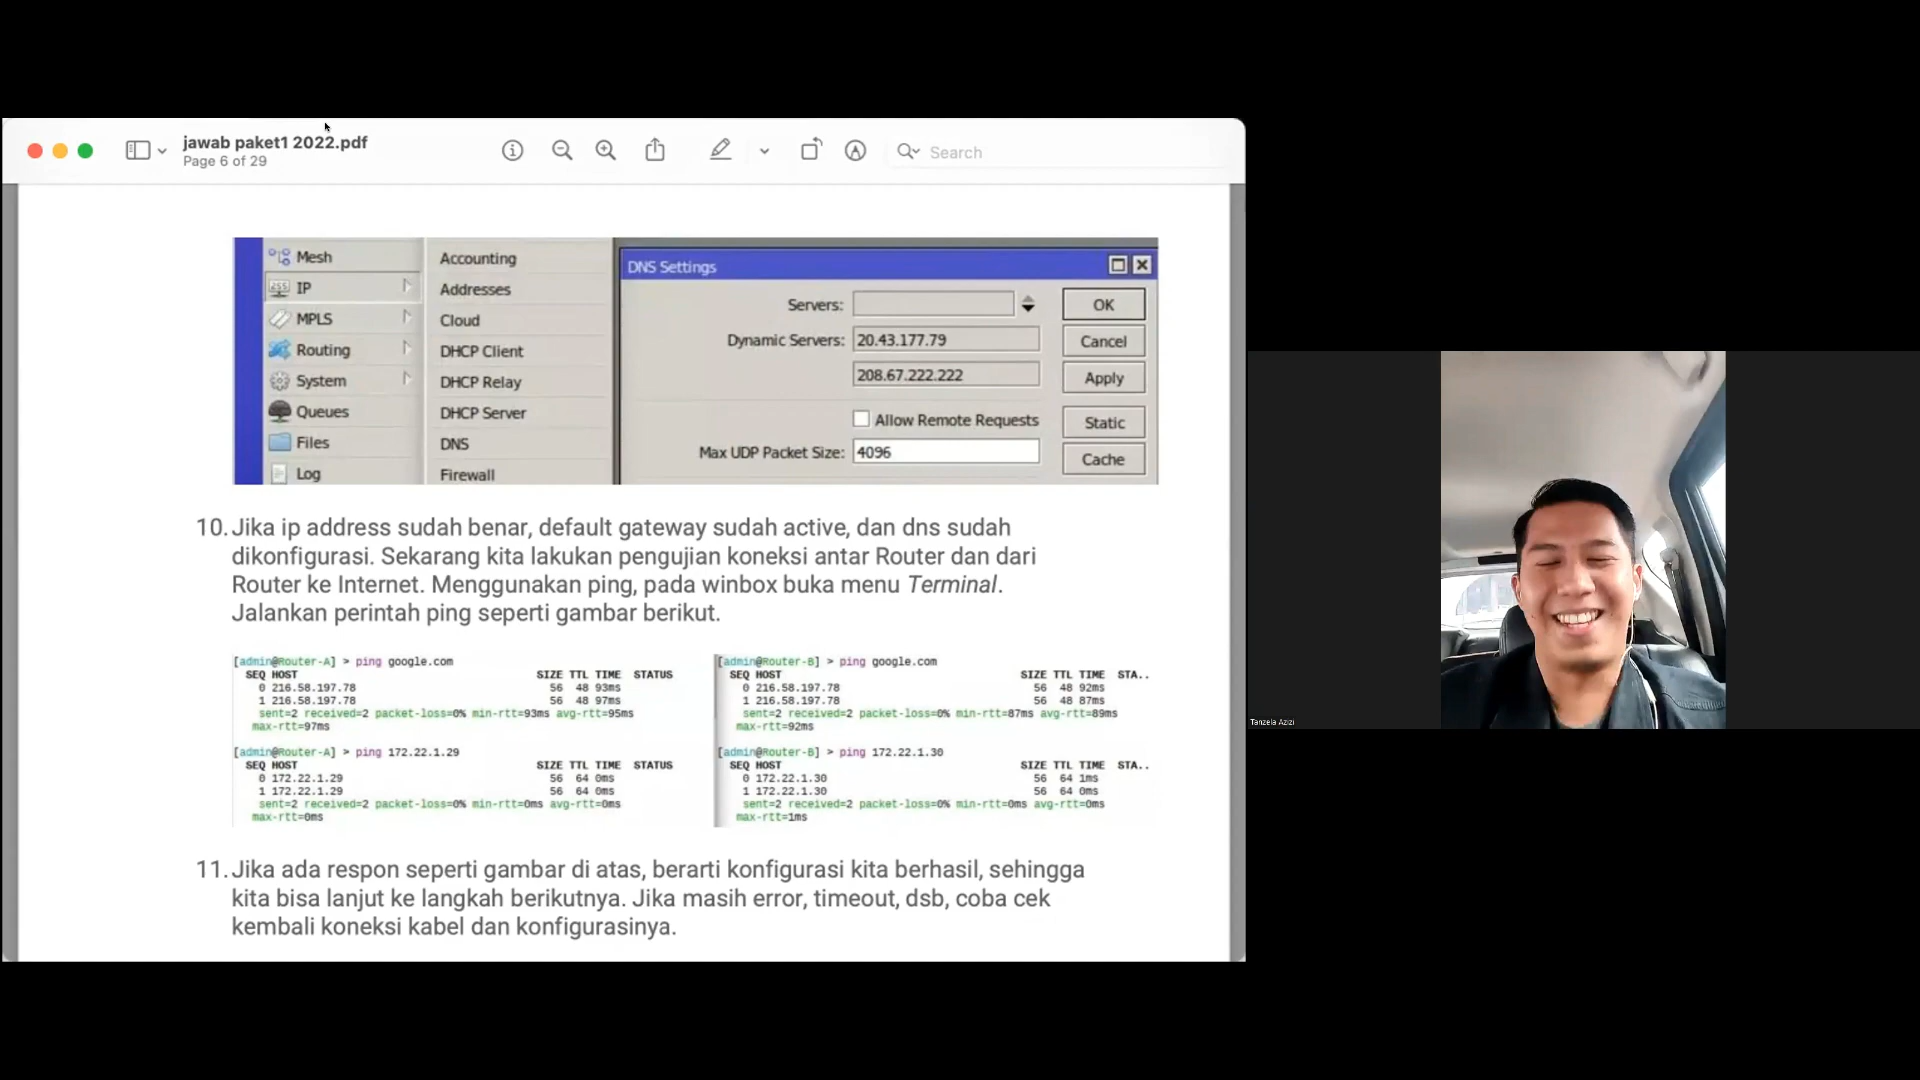 jawab paket1 2022.pdf
Page 6 of 29
Search
Mesh
IP
MPLS
Routing
System
Queues
Files
Log
Accounting
Addresses
Cloud
DHCP Client
DHCP Relay
DHCP Server
DNS
Firewall
DNS Settings
Servers:
Dynamic Servers: 20.43.177.79
208.67.222.222
Allow Remote Requests
Max UDP Packet Size: 4096
OK
Cancel
Apply
Static
Cache
10. Jika ip address sudah benar, default gateway sudah active, dan dns sudah
dikonfigurasi. Sekarang kita lakukan pengujian koneksi antar Router dan dari
Router ke Internet. Menggunakan ping, pada winbox buka menu Terminal.
Jalankan perintah ping seperti gambar berikut.
[admin@Router-A] > ping google.com
SEQ HOST SIZE TTL TIME STATUS
0 216.58.197.78 56 48 93ms
1 216.58.197.78 56 48 97ms
sent=2 received=2 packet-loss=0% min-rtt=93ms avg-rtt=95ms
max-rtt=97ms
[admin@Router-A] > ping 172.22.1.29
SEQ HOST SIZE TTL TIME STATUS
0 172.22.1.29 56 64 0ms
1 172.22.1.29 56 64 0ms
sent=2 received=2 packet-loss=0% min-rtt=0ms avg-rtt=0ms
max-rtt=0ms
[admin@Router-B] > ping google.com
SEQ HOST SIZE TTL TIME STA..
0 216.58.197.78 56 48 92ms
1 216.58.197.78 56 48 87ms
sent=2 received=2 packet-loss=0% min-rtt=87ms avg-rtt=89ms
max-rtt=92ms
[admin@Router-B] > ping 172.22.1.30
SEQ HOST SIZE TTL TIME STA..
0 172.22.1.30 56 64 1ms
1 172.22.1.30 56 64 0ms
sent=2 received=2 packet-loss=0% min-rtt=0ms avg-rtt=0ms
max-rtt=1ms
11. Jika ada respon seperti gambar di atas, berarti konfigurasi kita berhasil, sehingga
kita bisa lanjut ke langkah berikutnya. Jika masih error, timeout, dsb, coba cek
kembali koneksi kabel dan konfigurasinya.
Tanzela Azizi